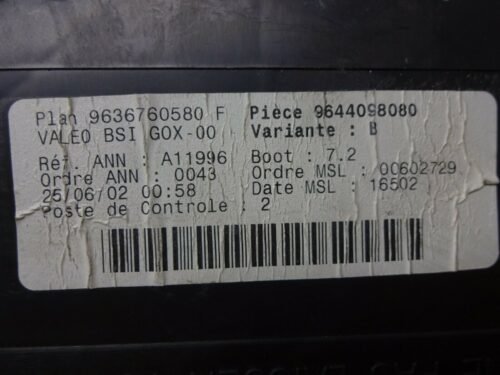 Plan 9636760580 F Pièce 9644098080
VALEO BSI GOX-00 Variante : B
Réf. ANN : A11996 Boot : 7.2
Ordre ANN : 0043 Ordre MSL : 00602729
25/06/02 00:58 Date MSL : 16502
Poste de Controle : 2